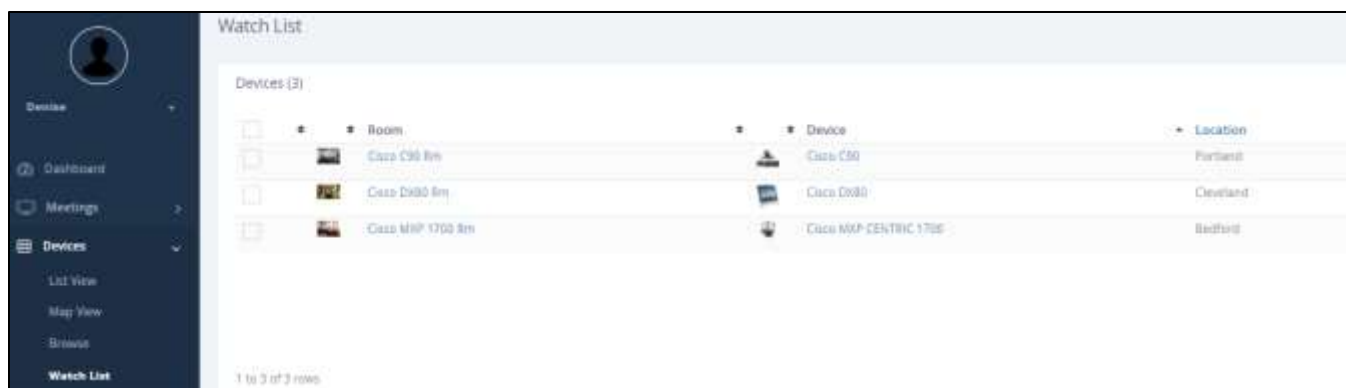 Watch List
Denise
Dashboard
Meetings
Devices
List View
Map View
Browse
Watch List
Devices (3)
Room Device Location
Cisco C90 Rm Cisco C90 Portland
Cisco DX80 Rm Cisco DX80 Cleveland
Cisco MXP 1700 Rm Cisco MXP CENTRIC 1700 Bedford
1 to 3 of 3 rows